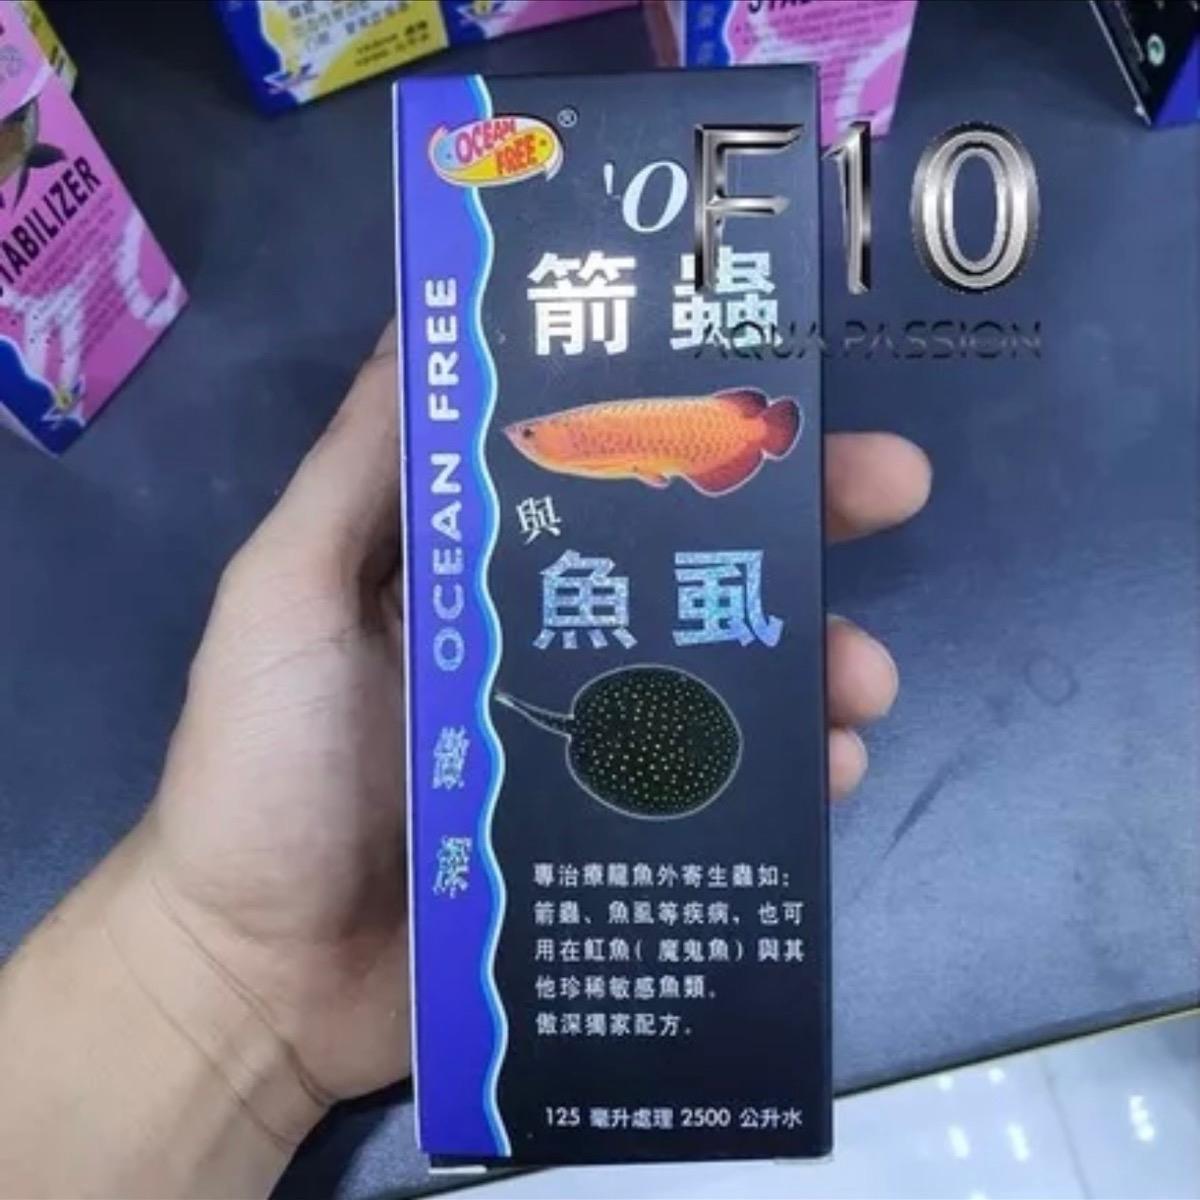 OCEAN FREE®
'O
F10
箭蟲
AQUA PASSION
與
魚虱
OCEAN FREE 傲深
專治療龍魚外寄生蟲如：
箭蟲、魚虱等疾病，也可
用在魟魚（魔鬼魚）與其
他珍稀敏感魚類。
傲深獨家配方。
125 毫升處理 2500 公升水
STABILIZER